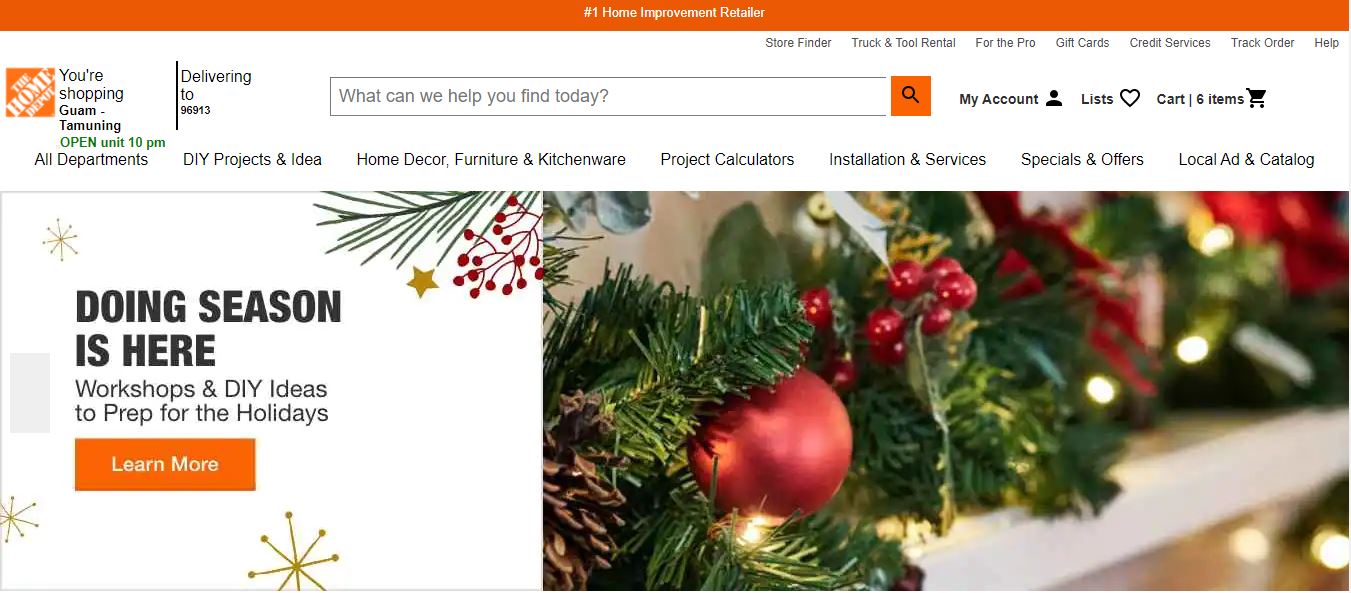 #1 Home Improvement Retailer
Store Finder Truck & Tool Rental For the Pro Gift Cards Credit Services Track Order Help
THE
HOME
DEPOT
You're
shopping
Guam -
Tamuning
OPEN unit 10 pm
Delivering
to
96913
What can we help you find today?
My Account Lists Cart | 6 items
All Departments DIY Projects & Idea Home Decor, Furniture & Kitchenware Project Calculators Installation & Services Specials & Offers Local Ad & Catalog
DOING SEASON
IS HERE
Workshops & DIY Ideas
to Prep for the Holidays
Learn More